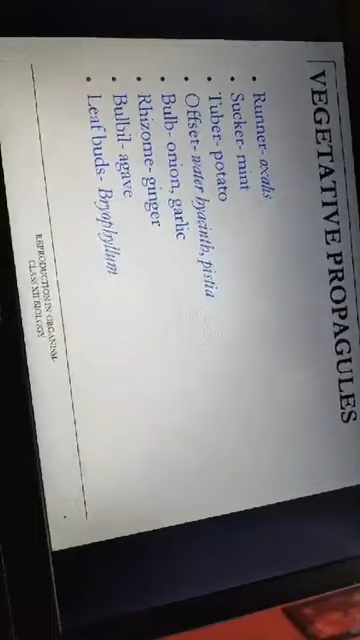 VEGETATIVE PROPAGULES
• Runner- oxalis
• Sucker- mint
• Tuber- potato
• Offset- water hyacinth, pistia
• Bulb- onion, garlic
• Rhizome- ginger
• Bulbil- agave
• Leaf buds- Bryophyllum
REPRODUCTION IN ORGANISM-
CLASS XII BIOLOGY